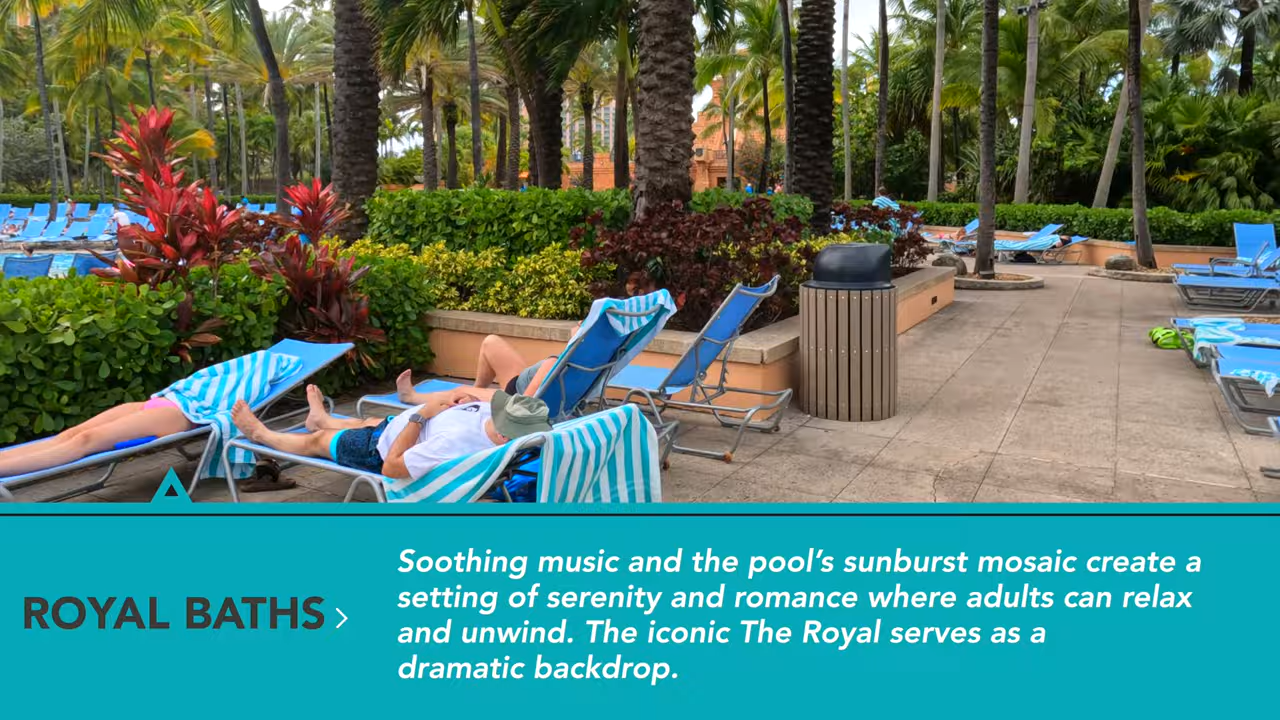 ROYAL BATHS
Soothing music and the pool's sunburst mosaic create a
setting of serenity and romance where adults can relax
and unwind. The iconic The Royal serves as a
dramatic backdrop.